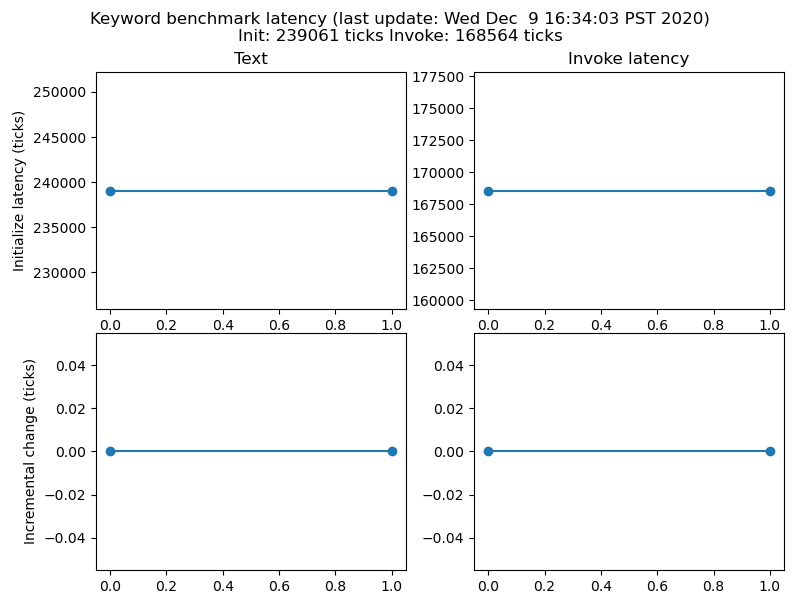 Keyword benchmark latency (last update: Wed Dec  9 16:34:03 PST 2020)
Init: 239061 ticks Invoke: 168564 ticks
Text
Invoke latency
Initialize latency (ticks)
250000
245000
240000
235000
230000
0.0 0.2 0.4 0.6 0.8 1.0
177500
175000
172500
170000
167500
165000
162500
160000
0.0 0.2 0.4 0.6 0.8 1.0
Incremental change (ticks)
0.04
0.02
0.00
−0.02
−0.04
0.0 0.2 0.4 0.6 0.8 1.0
0.04
0.02
0.00
−0.02
−0.04
0.0 0.2 0.4 0.6 0.8 1.0